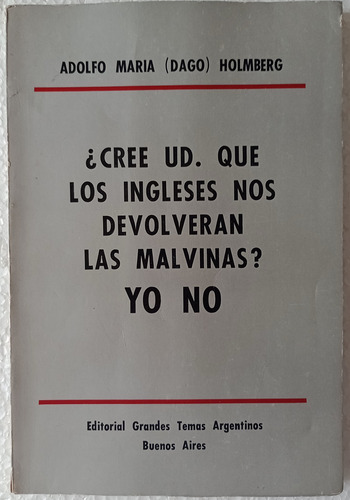 ADOLFO MARIA (DAGO) HOLMBERG
¿CREE UD. QUE
LOS INGLESES NOS
DEVOLVERAN
LAS MALVINAS?
YO NO
Editorial Grandes Temas Argentinos
Buenos Aires